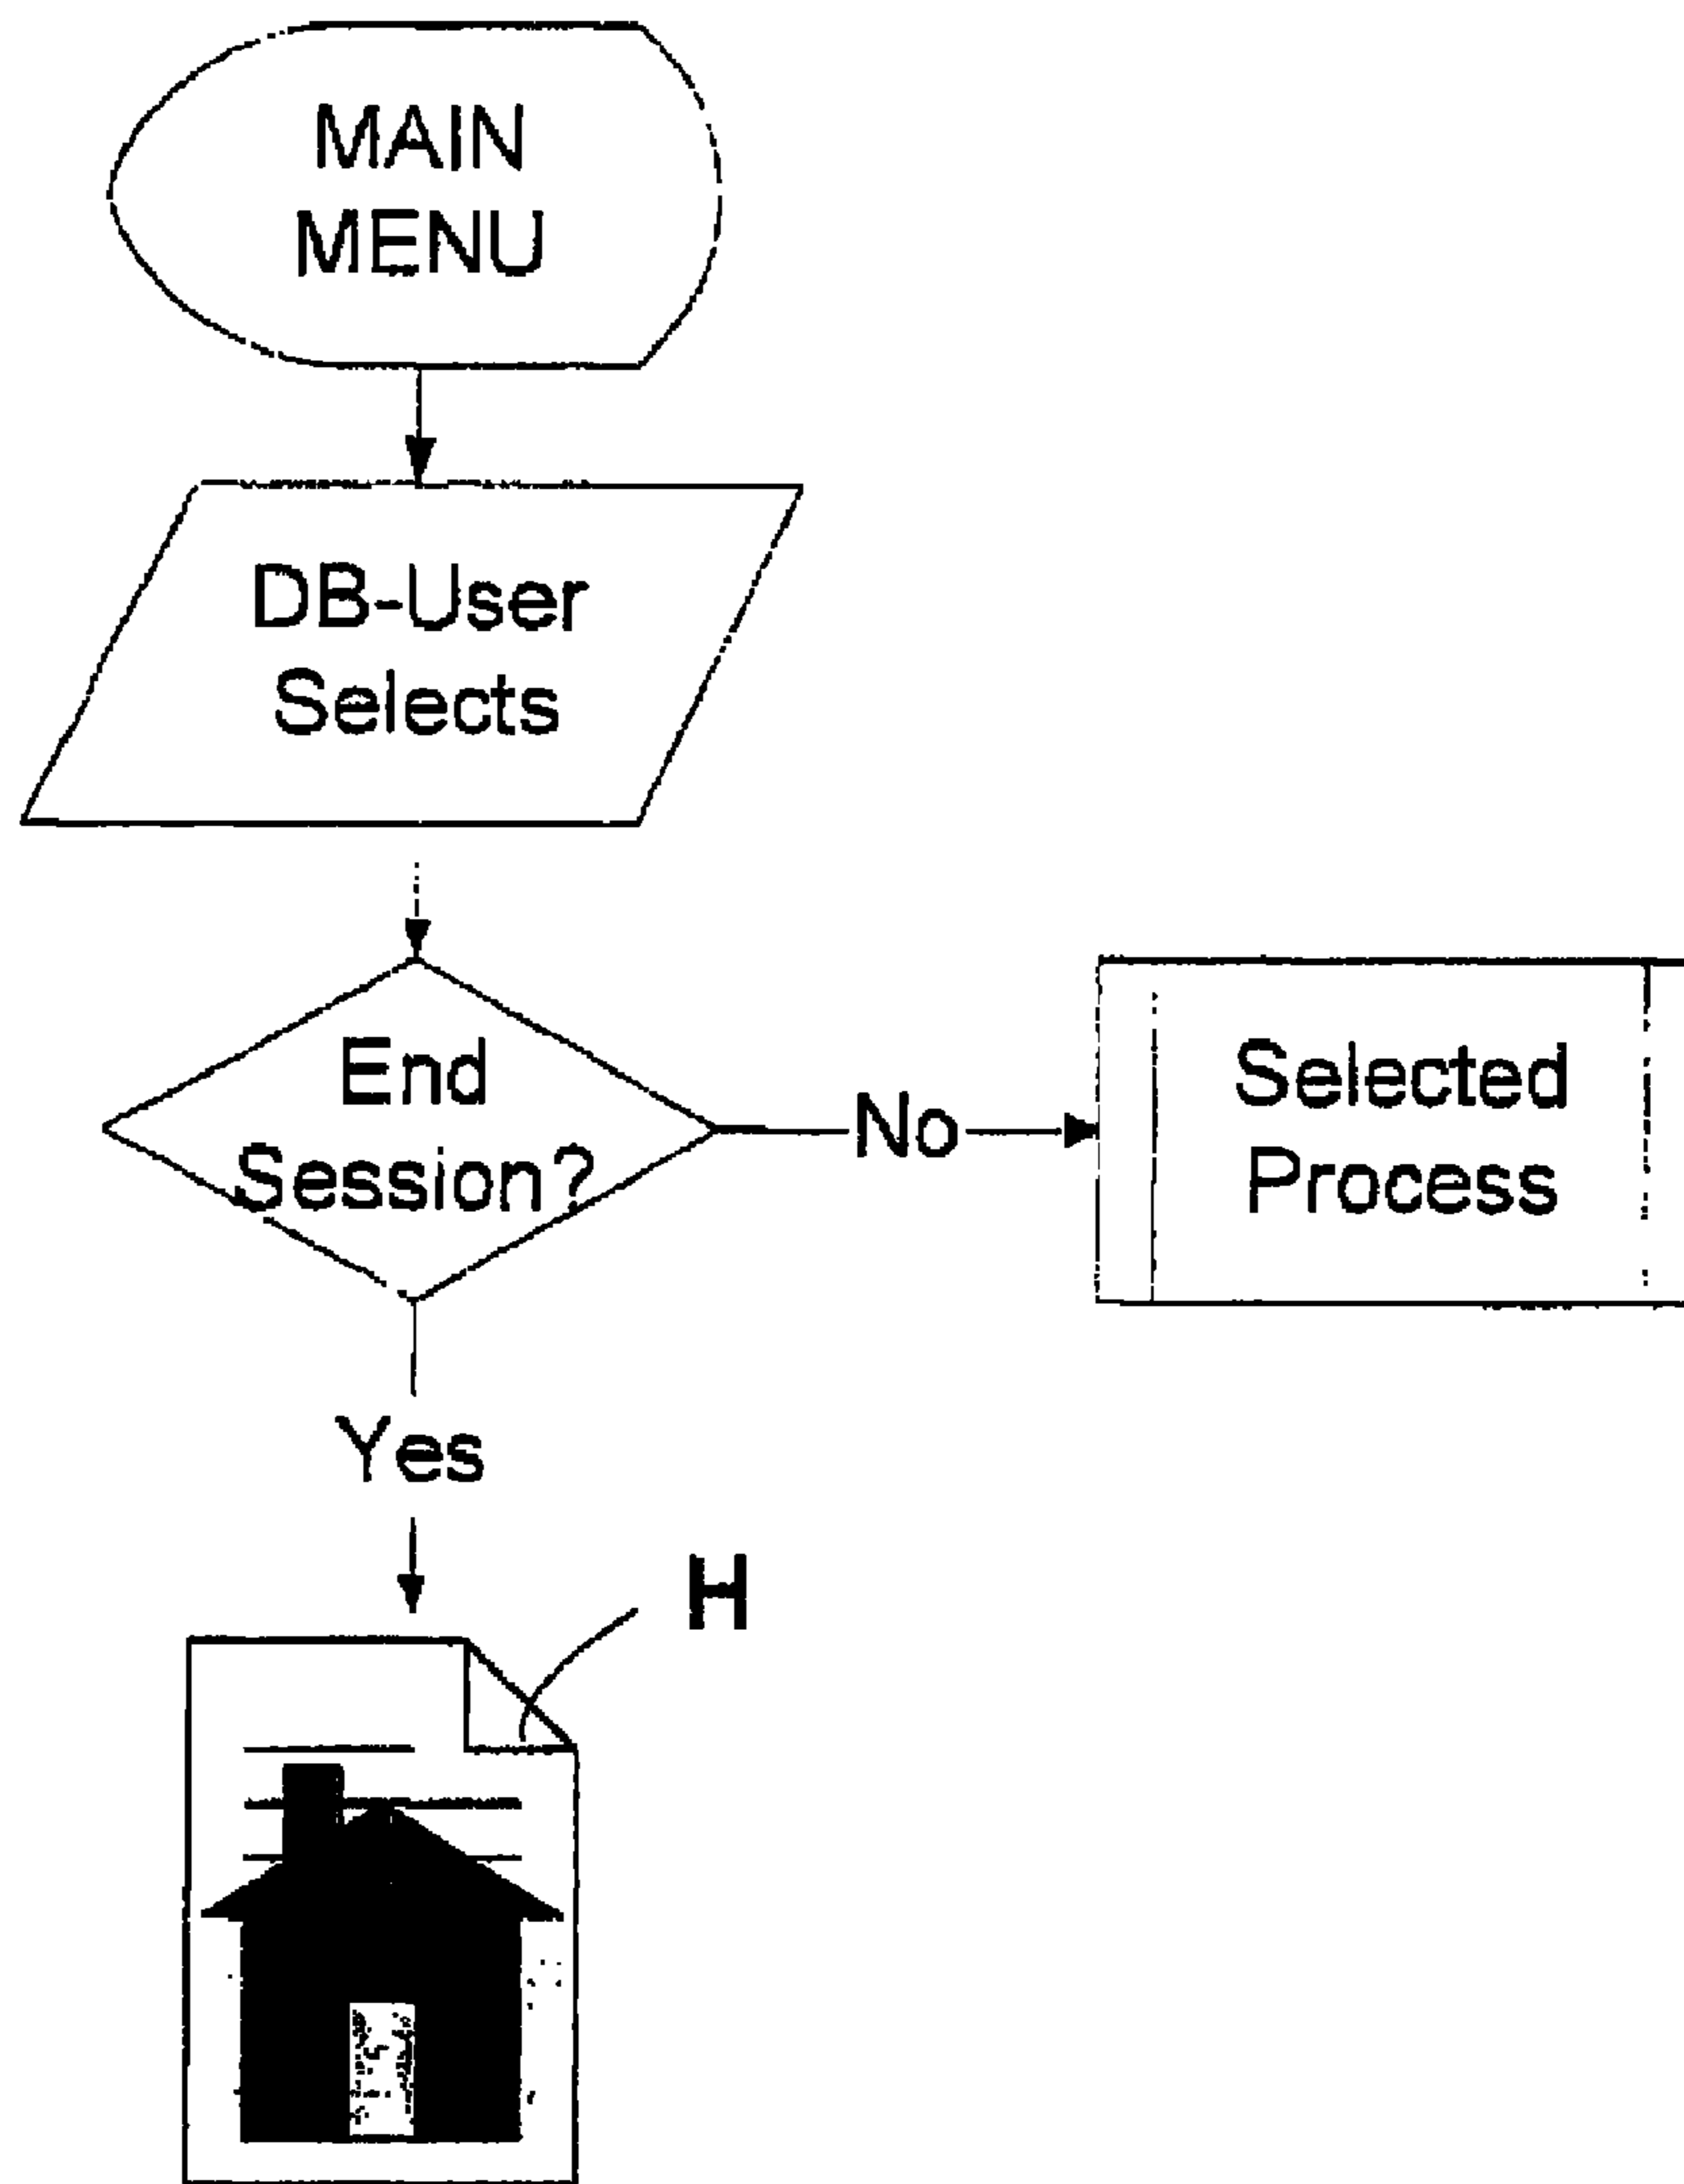 MAIN
MENU
DB-User
Selects
End
Session?
No
Selected
Process
Yes
H